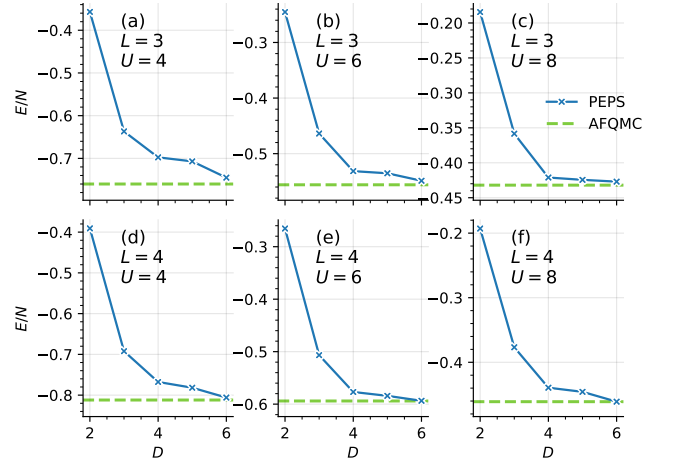 (a)
L = 3
U = 4
−0.4
−0.5
−0.6
−0.7
E/N
(b)
L = 3
U = 6
−0.3
−0.4
−0.5
(c)
L = 3
U = 8
−0.20
−0.25
−0.30
−0.35
−0.40
−0.45
PEPS
AFQMC
(d)
L = 4
U = 4
−0.4
−0.5
−0.6
−0.7
−0.8
E/N
2
4
6
D
(e)
L = 4
U = 6
−0.3
−0.4
−0.5
−0.6
2
4
6
D
(f)
L = 4
U = 8
−0.2
−0.3
−0.4
2
4
6
D